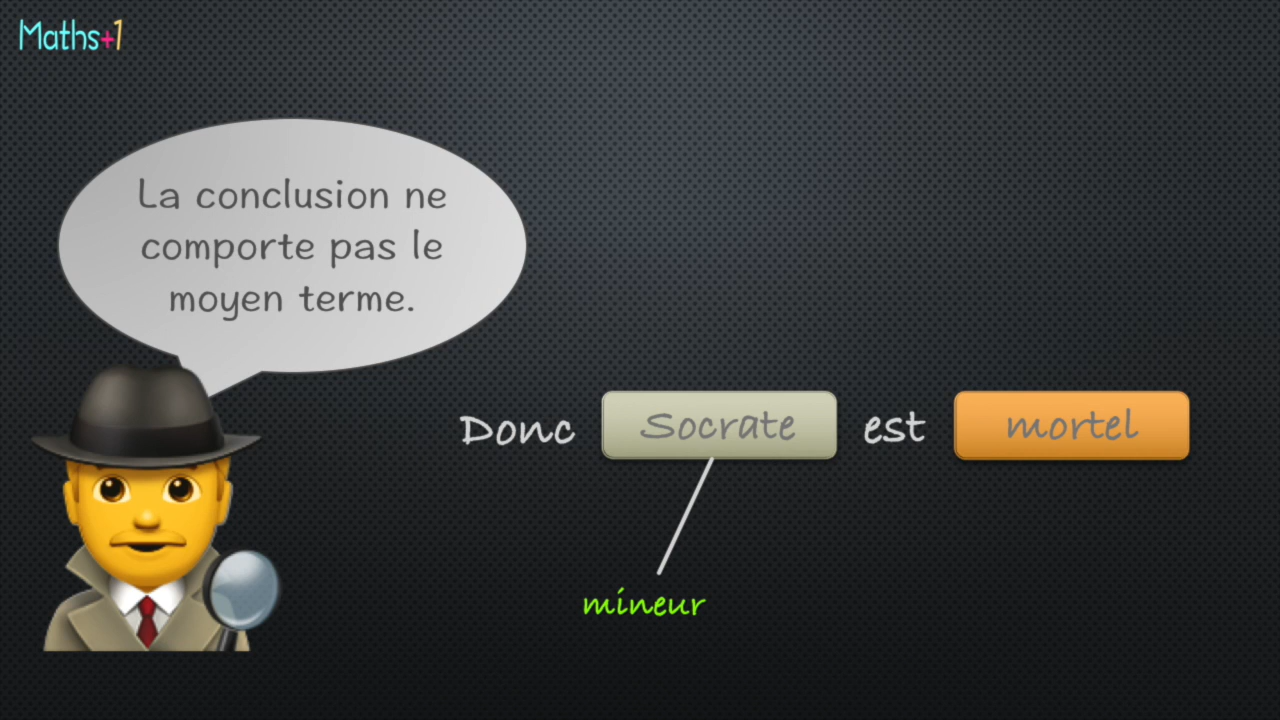 Maths+1
La conclusion ne
comporte pas le
moyen terme.
Donc Socrate est mortel
mineur